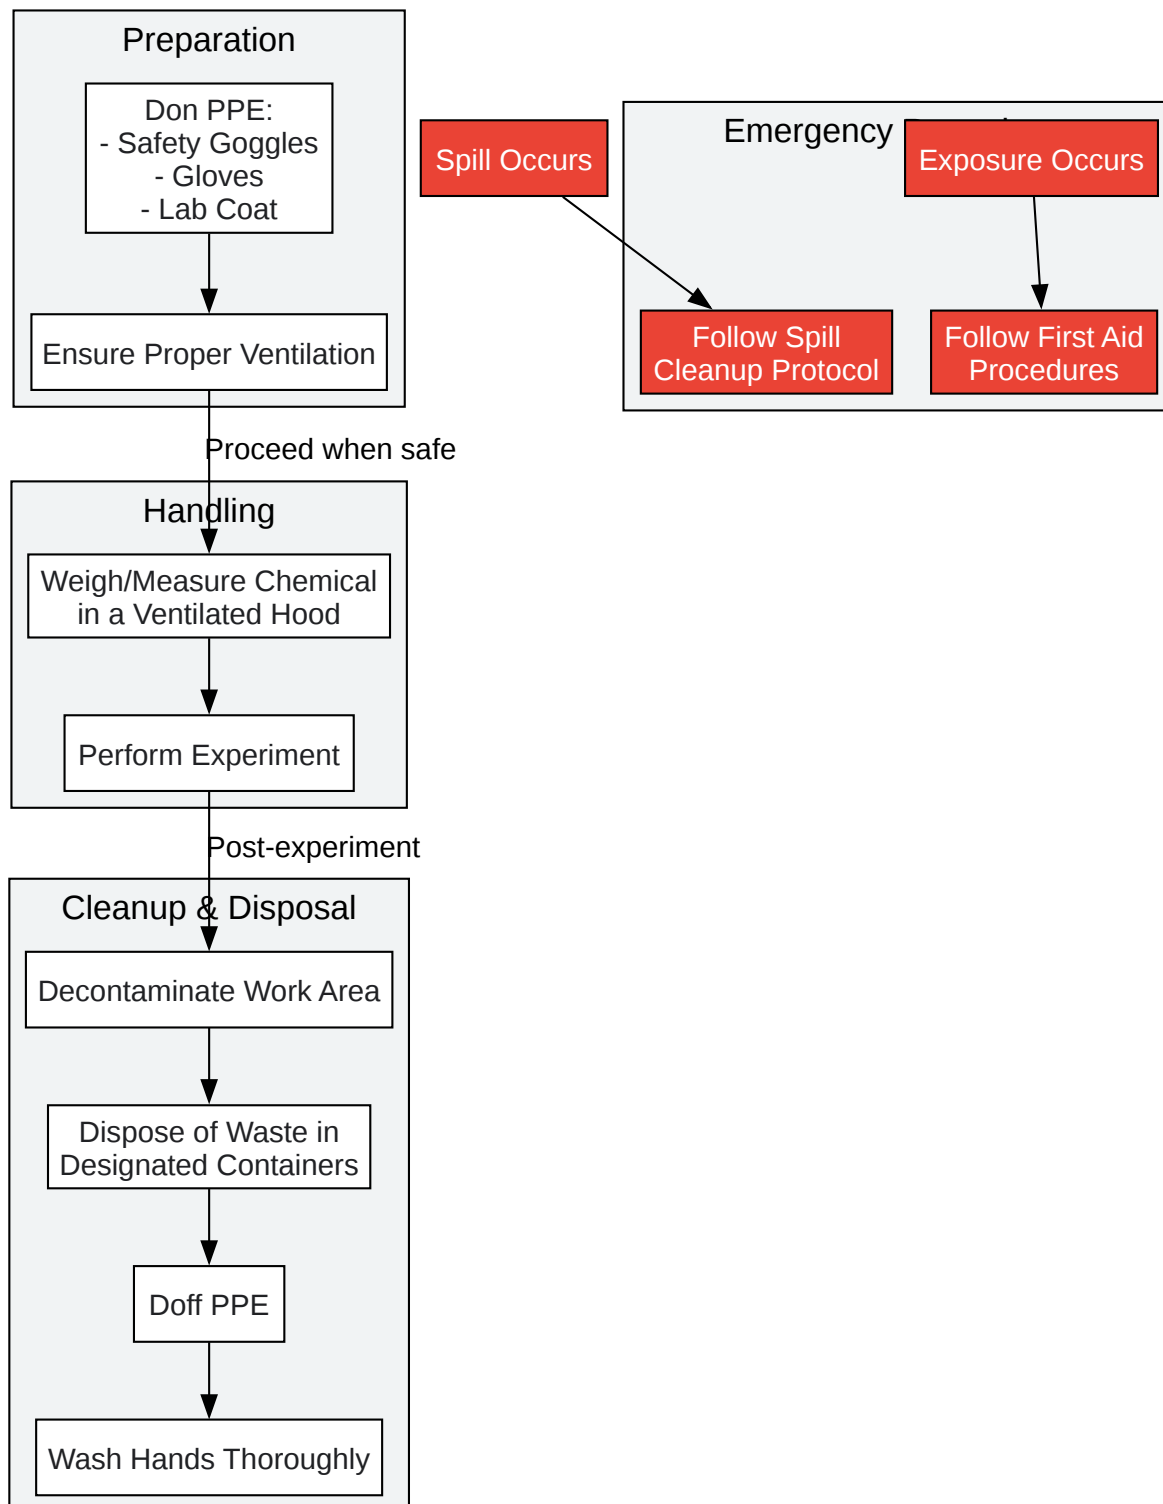 Preparation
Don PPE:
- Safety Goggles
- Gloves
- Lab Coat
Ensure Proper Ventilation
Proceed when safe
Handling
Weigh/Measure Chemical
in a Ventilated Hood
Perform Experiment
Post-experiment
Cleanup & Disposal
Decontaminate Work Area
Dispose of Waste in
Designated Containers
Doff PPE
Wash Hands Thoroughly
Spill Occurs
Emergency
Exposure Occurs
Follow Spill
Cleanup Protocol
Follow First Aid
Procedures